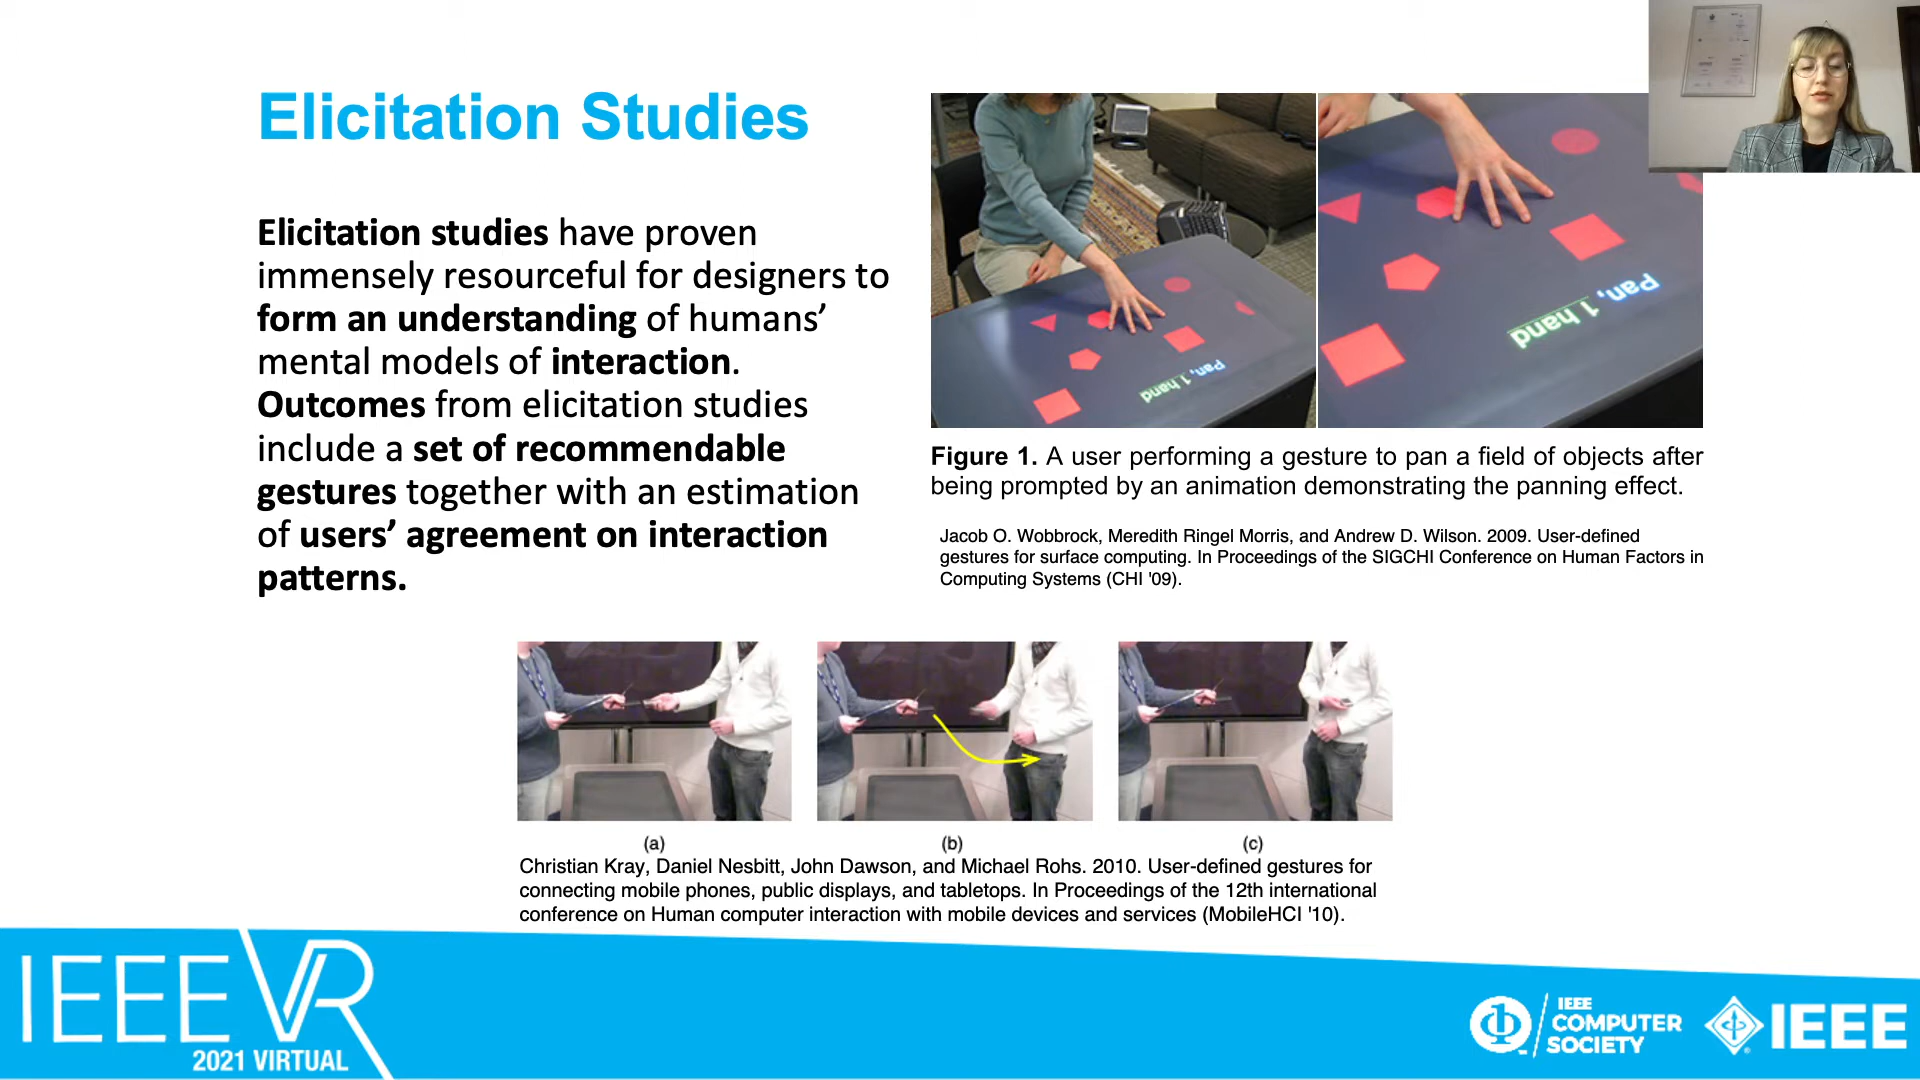 Elicitation Studies
Elicitation studies have proven
immensely resourceful for designers to
form an understanding of humans’
mental models of interaction.
Outcomes from elicitation studies
include a set of recommendable
gestures together with an estimation
of users’ agreement on interaction
patterns.
Pan, 1 hand
Pan, 1 hand
Figure 1. A user performing a gesture to pan a field of objects after
being prompted by an animation demonstrating the panning effect.
Jacob O. Wobbrock, Meredith Ringel Morris, and Andrew D. Wilson. 2009. User-defined
gestures for surface computing. In Proceedings of the SIGCHI Conference on Human Factors in
Computing Systems (CHI '09).
(a)
(b)
(c)
Christian Kray, Daniel Nesbitt, John Dawson, and Michael Rohs. 2010. User-defined gestures for
connecting mobile phones, public displays, and tabletops. In Proceedings of the 12th international
conference on Human computer interaction with mobile devices and services (MobileHCI '10).
IEEE VR
2021 VIRTUAL
IEEE
COMPUTER
SOCIETY
IEEE